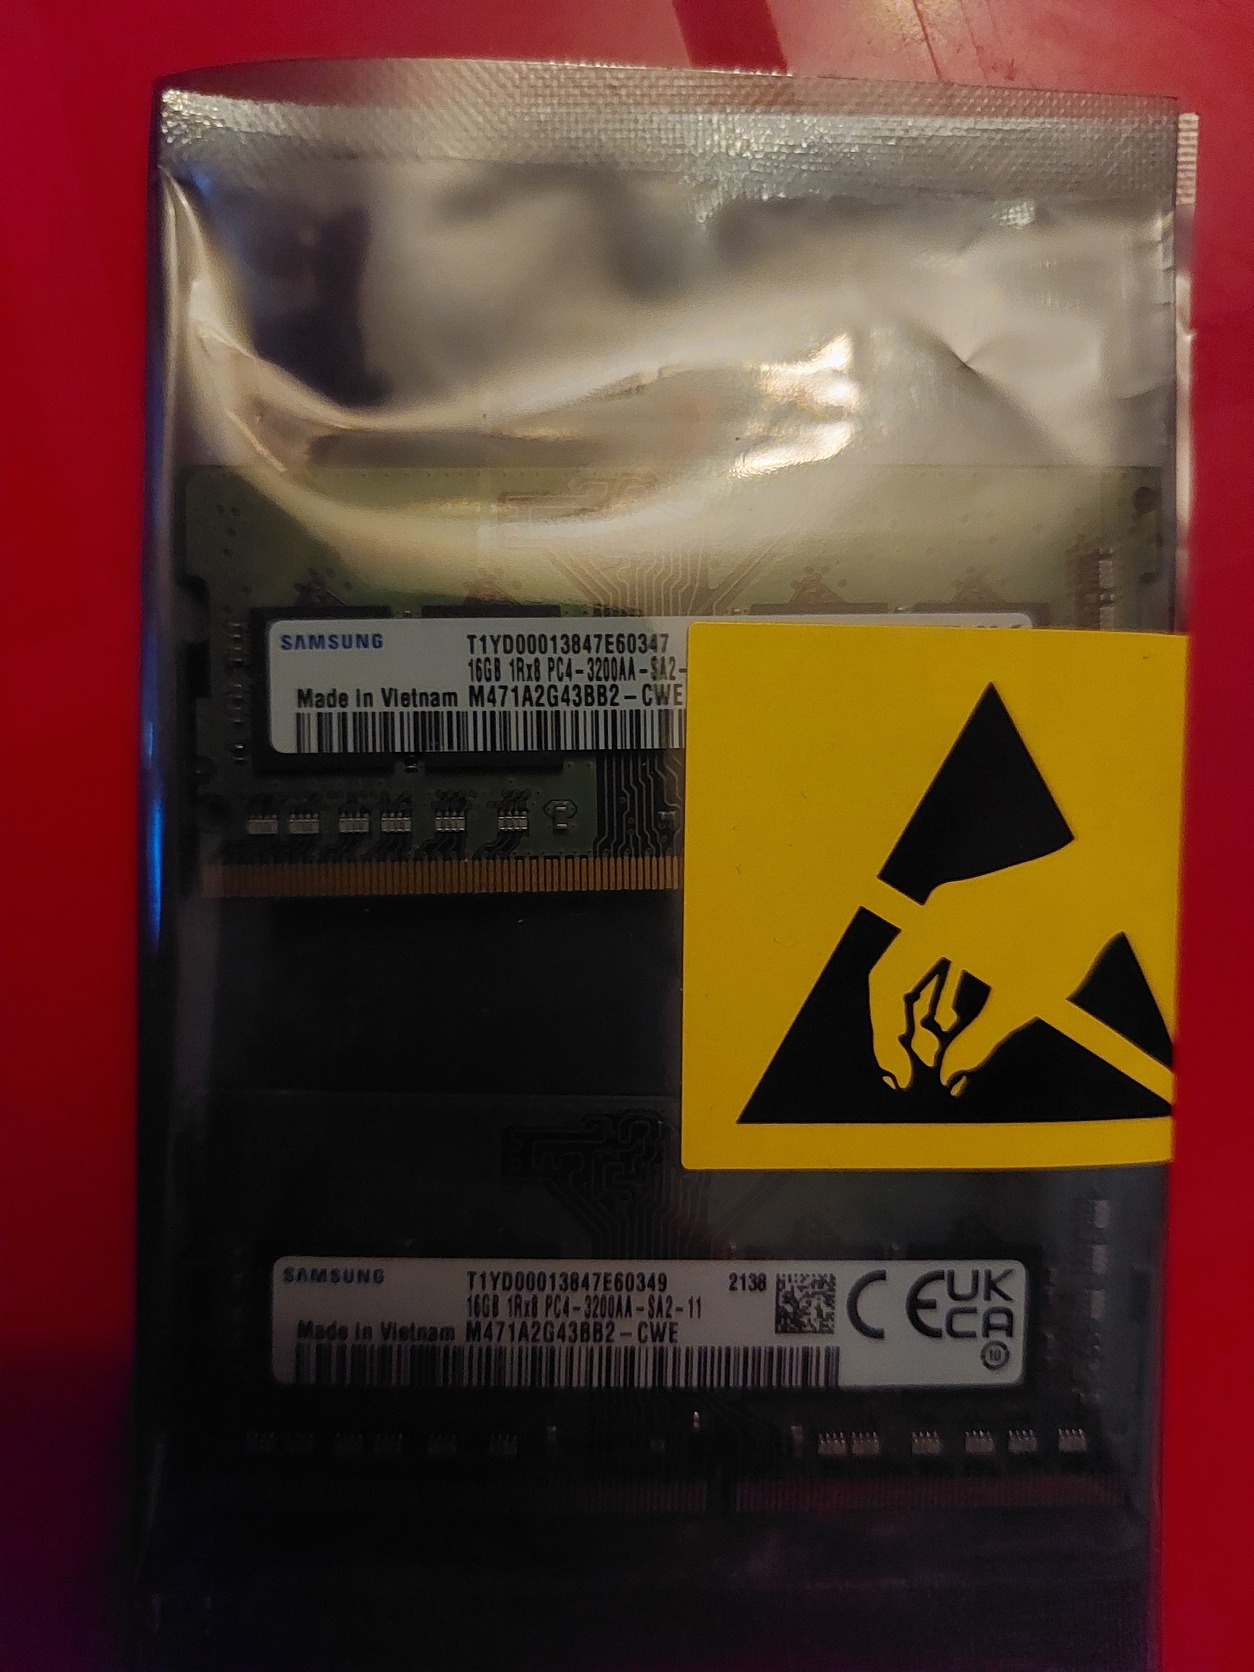 SAMSUNG T1YD00013847E60347
16GB 1Rx8 PC4-3200AA-SA2-
Made in Vietnam M471A2G43BB2-CWE
SAMSUNG T1YD00013847E60349 2138
16GB 1Rx8 PC4-3200AA-SA2-11
Made in Vietnam M471A2G43BB2-CWE
CE UK
CA
10